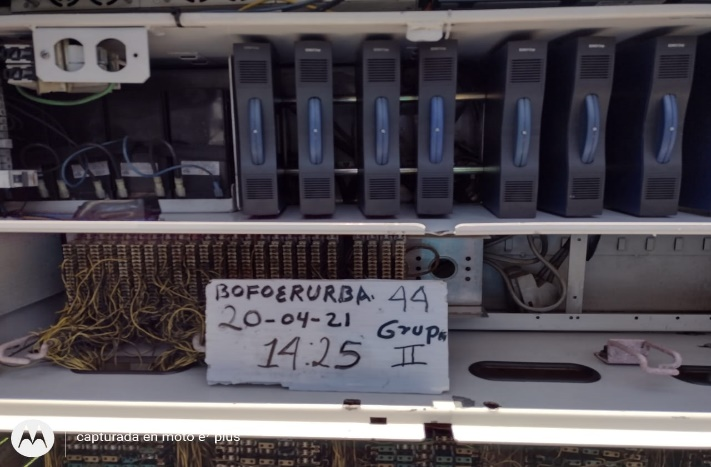 BOFOERURBA. 44
20-04-21 Grupo
14:25 II
capturada en moto e⁵ plus